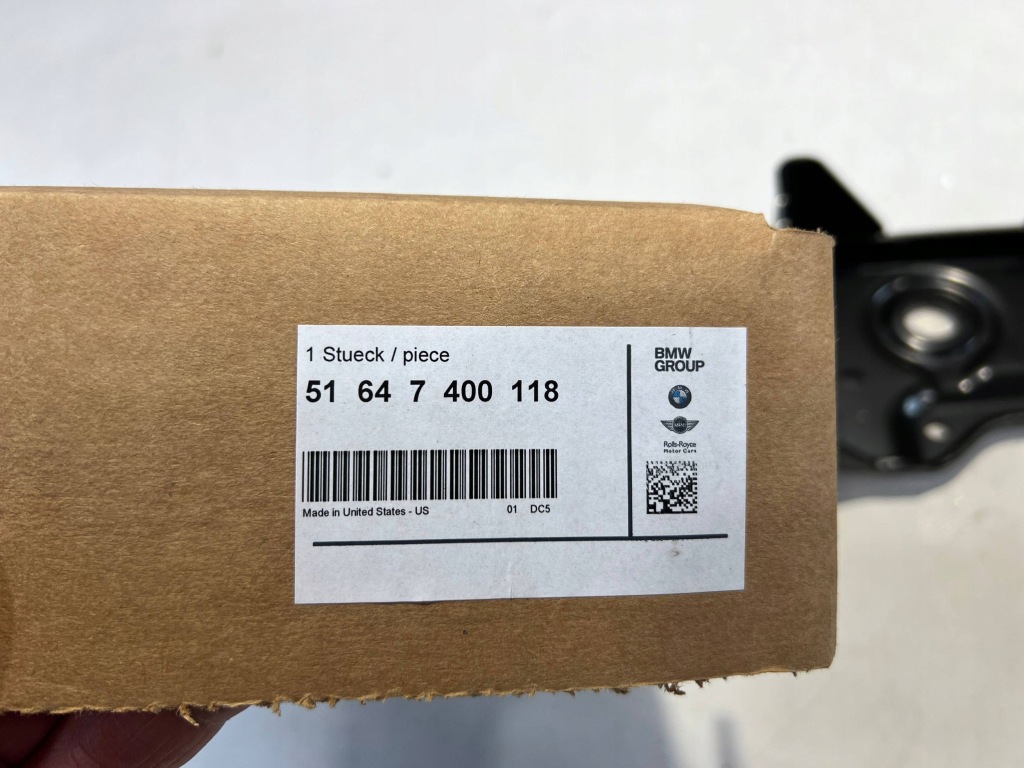 1 Stueck / piece
51 64 7 400 118
Made in United States - US 01 DC5
BMW
GROUP
Rolls-Royce
Motor Cars